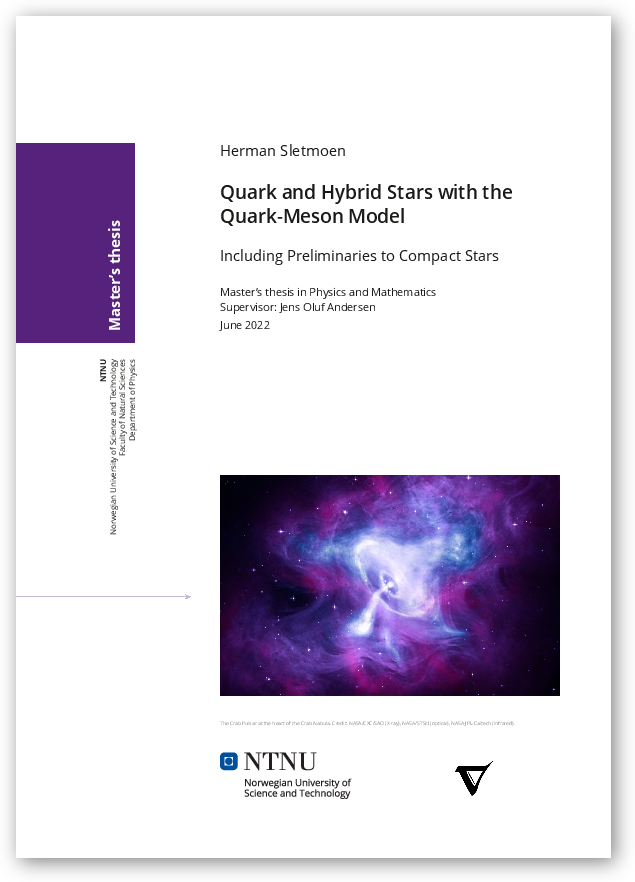 Herman Sletmoen
Quark and Hybrid Stars with the
Quark-Meson Model
Including Preliminaries to Compact Stars
Master's thesis in Physics and Mathematics
Supervisor: Jens Oluf Andersen
June 2022
Master's thesis
NTNU
Norwegian University of Science and Technology
Faculty of Natural Sciences
Department of Physics
The Crab Pulsar at the heart of the Crab Nebula. Credit: NASA/CXC/SAO (X-ray), NASA/STScI (optical), NASA-JPL-Caltech (infrared).
NTNU
Norwegian University of
Science and Technology